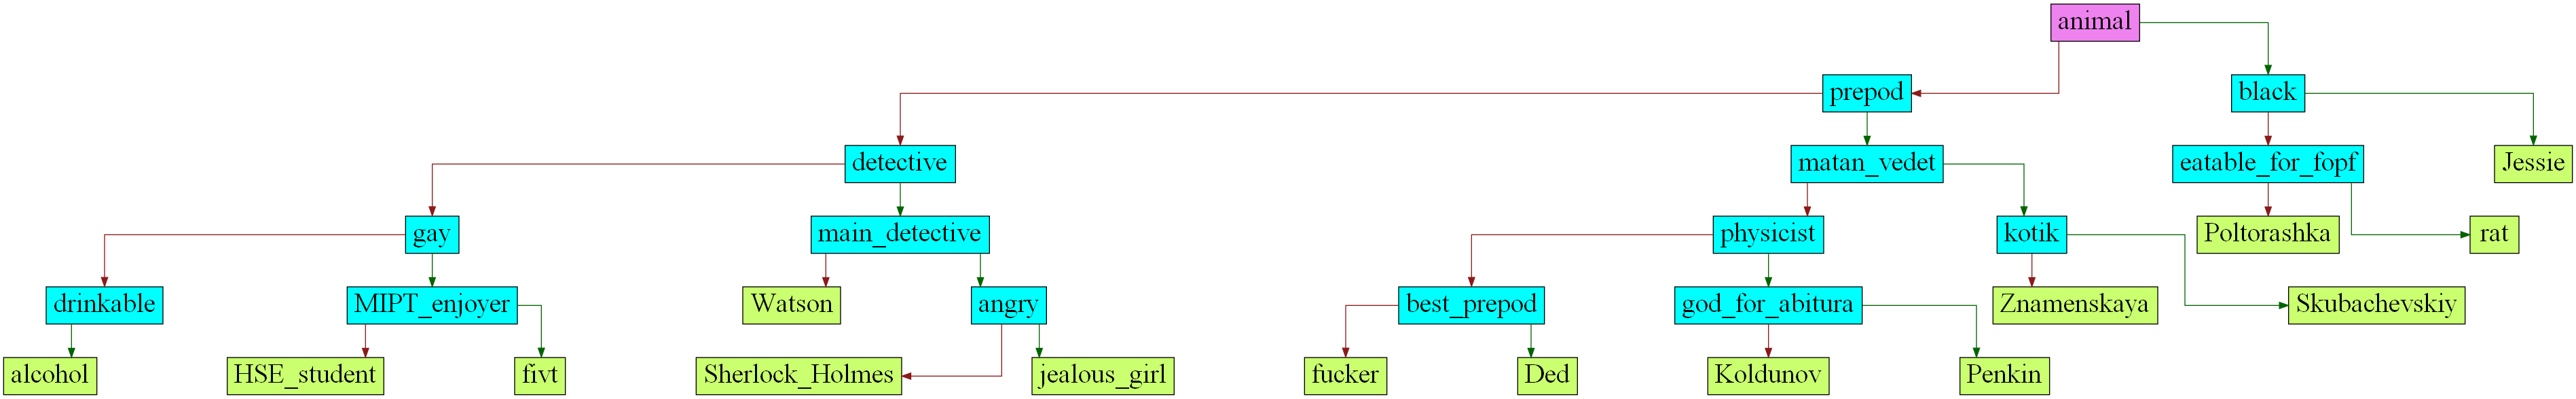 animal
prepod
black
detective
matan_vedet
eatable_for_fopf
Jessie
gay
main_detective
physicist
kotik
Poltorashka
rat
drinkable
MIPT_enjoyer
Watson
angry
best_prepod
god_for_abitura
Znamenskaya
Skubachevskiy
alcohol
HSE_student
fivt
Sherlock_Holmes
jealous_girl
fucker
Ded
Koldunov
Penkin